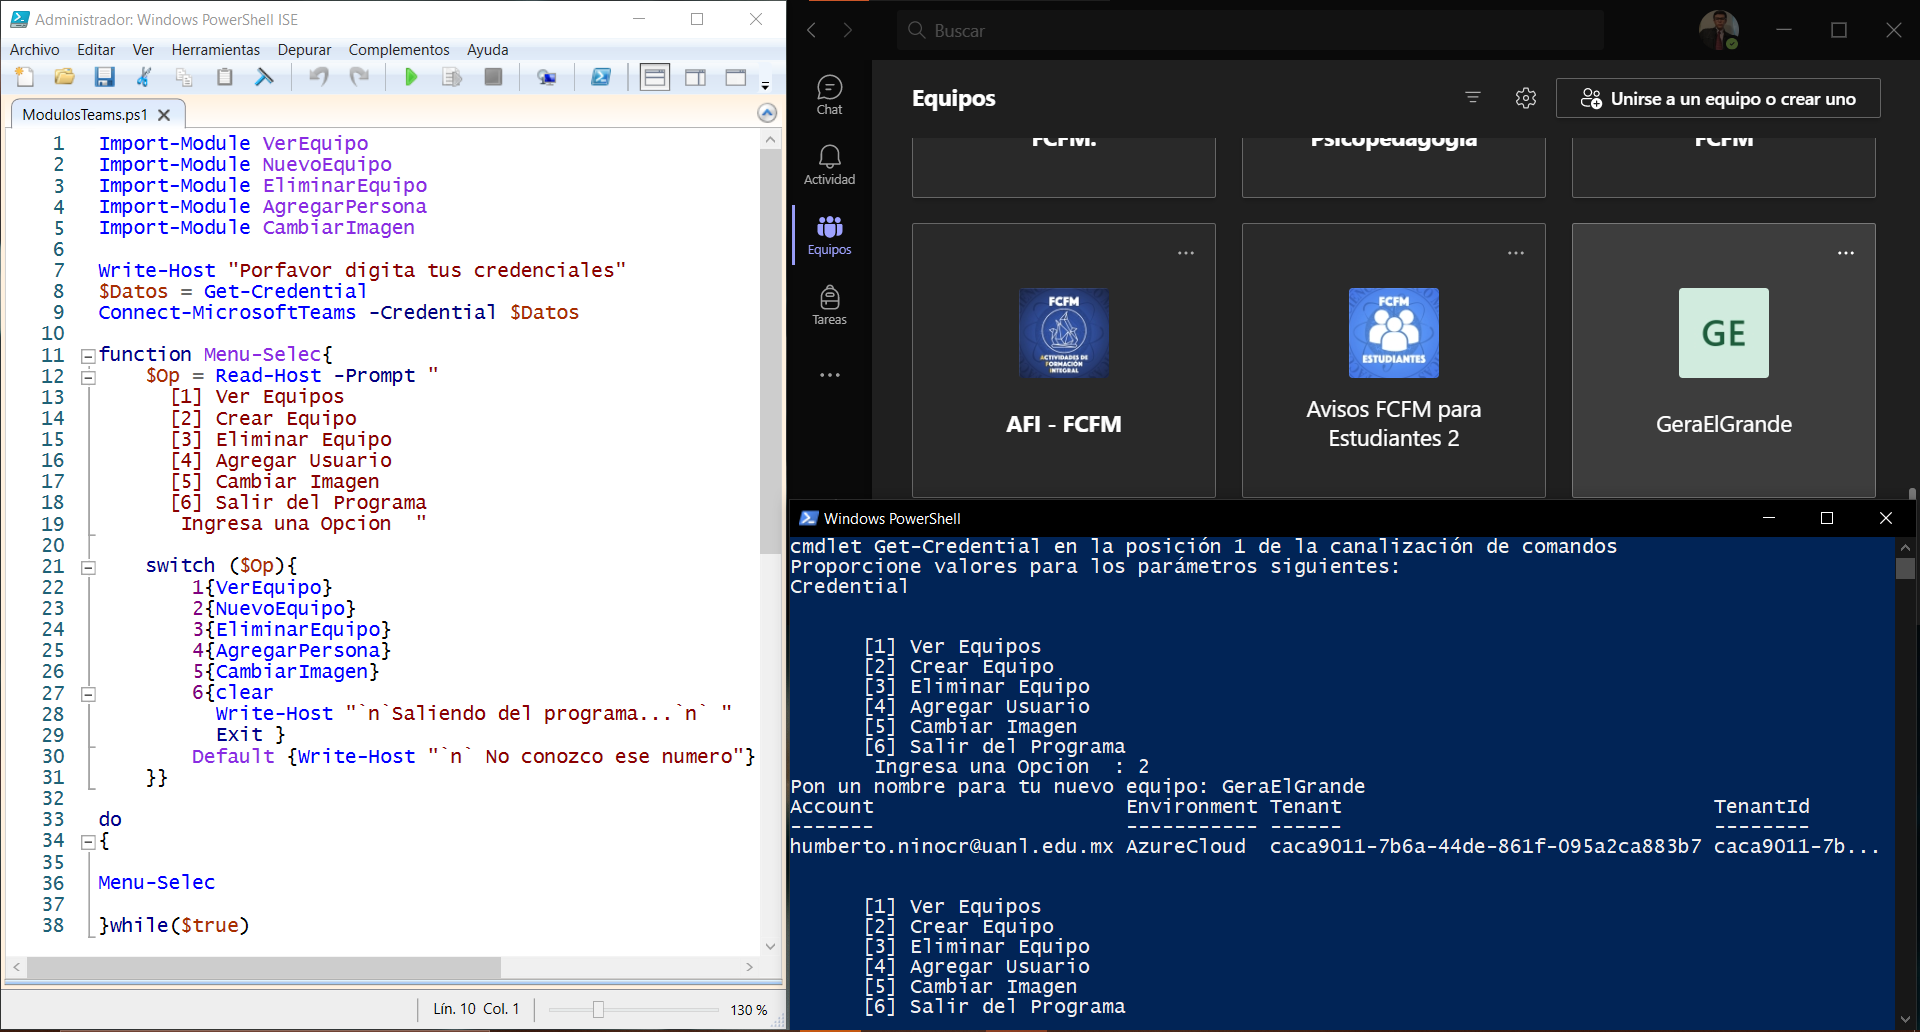 Administrador: Windows PowerShell ISE
Archivo Editar Ver Herramientas Depurar Complementos Ayuda
ModulosTeams.ps1
1 Import-Module VerEquipo
2 Import-Module NuevoEquipo
3 Import-Module EliminarEquipo
4 Import-Module AgregarPersona
5 Import-Module CambiarImagen
6
7 Write-Host "Porfavor digita tus credenciales"
8 $Datos = Get-Credential
9 Connect-MicrosoftTeams -Credential $Datos
10
11 function Menu-Selec{
12 $Op = Read-Host -Prompt "
13 [1] Ver Equipos
14 [2] Crear Equipo
15 [3] Eliminar Equipo
16 [4] Agregar Usuario
17 [5] Cambiar Imagen
18 [6] Salir del Programa
19 Ingresa una Opcion "
20
21 switch ($Op){
22 1{VerEquipo}
23 2{NuevoEquipo}
24 3{EliminarEquipo}
25 4{AgregarPersona}
26 5{CambiarImagen}
27 6{clear
28 Write-Host "`n`Saliendo del programa...`n` "
29 Exit }
30 Default {Write-Host "`n` No conozco ese numero"}
31 }}
32
33 do
34 {
35
36 Menu-Selec
37
38 }while($true)
Lín. 10 Col. 1
130 %
Buscar
Chat
Actividad
Equipos
Tareas
Equipos
Unirse a un equipo o crear uno
FCFM.
Psicopedagogía
FCFM
FCFM
ACTIVIDADES DE
FORMACIÓN
INTEGRAL
AFI - FCFM
FCFM
ESTUDIANTES
Avisos FCFM para
Estudiantes 2
GE
GeraElGrande
Windows PowerShell
cmdlet Get-Credential en la posición 1 de la canalización de comandos
Proporcione valores para los parámetros siguientes:
Credential
[1] Ver Equipos
[2] Crear Equipo
[3] Eliminar Equipo
[4] Agregar Usuario
[5] Cambiar Imagen
[6] Salir del Programa
Ingresa una Opcion : 2
Pon un nombre para tu nuevo equipo: GeraElGrande
Account Environment Tenant TenantId
------- ----------- ------ --------
humberto.ninocr@uanl.edu.mx AzureCloud caca9011-7b6a-44de-861f-095a2ca883b7 caca9011-7b...
[1] Ver Equipos
[2] Crear Equipo
[3] Eliminar Equipo
[4] Agregar Usuario
[5] Cambiar Imagen
[6] Salir del Programa